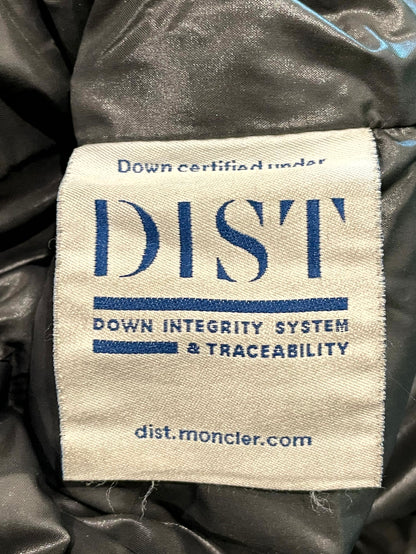 Down certified under
DIST
DOWN INTEGRITY SYSTEM
& TRACEABILITY
dist.moncler.com